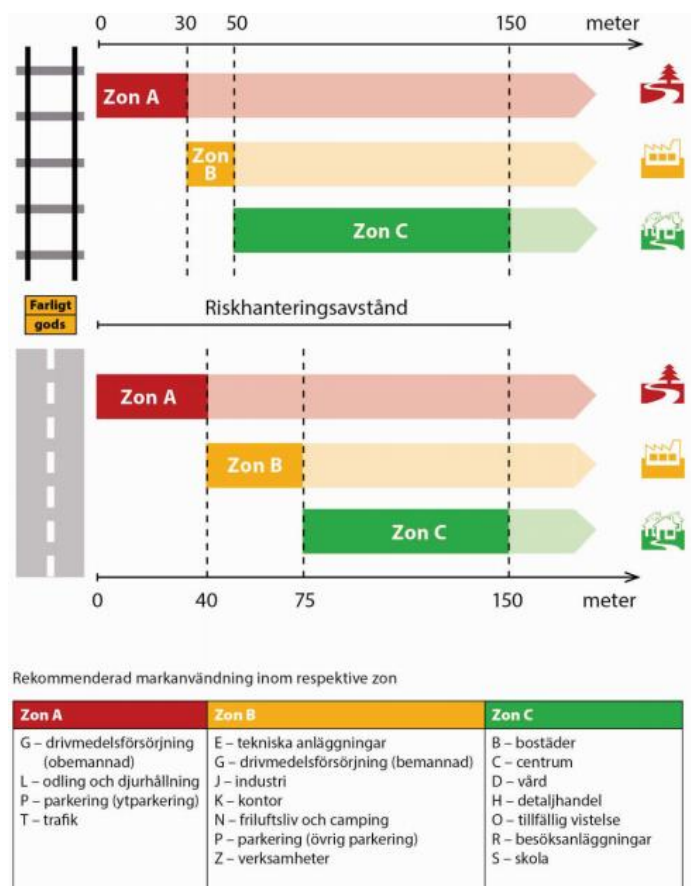 0 30 50 150 meter
Zon A
Zon
B
Zon C
Farligt
gods
Riskhanteringsavstånd
Zon A
Zon B
Zon C
0 40 75 150 meter
Rekommenderad markanvändning inom respektive zon
Zon A
G – drivmedelsförsörjning
(obemannad)
L – odling och djurhållning
P – parkering (ytparkering)
T – trafik
Zon B
E – tekniska anläggningar
G – drivmedelsförsörjning (bemannad)
J – industri
K – kontor
N – friluftsliv och camping
P – parkering (övrig parkering)
Z – verksamheter
Zon C
B – bostäder
C – centrum
D – vård
H – detaljhandel
O – tillfällig vistelse
R – besöksanläggningar
S – skola